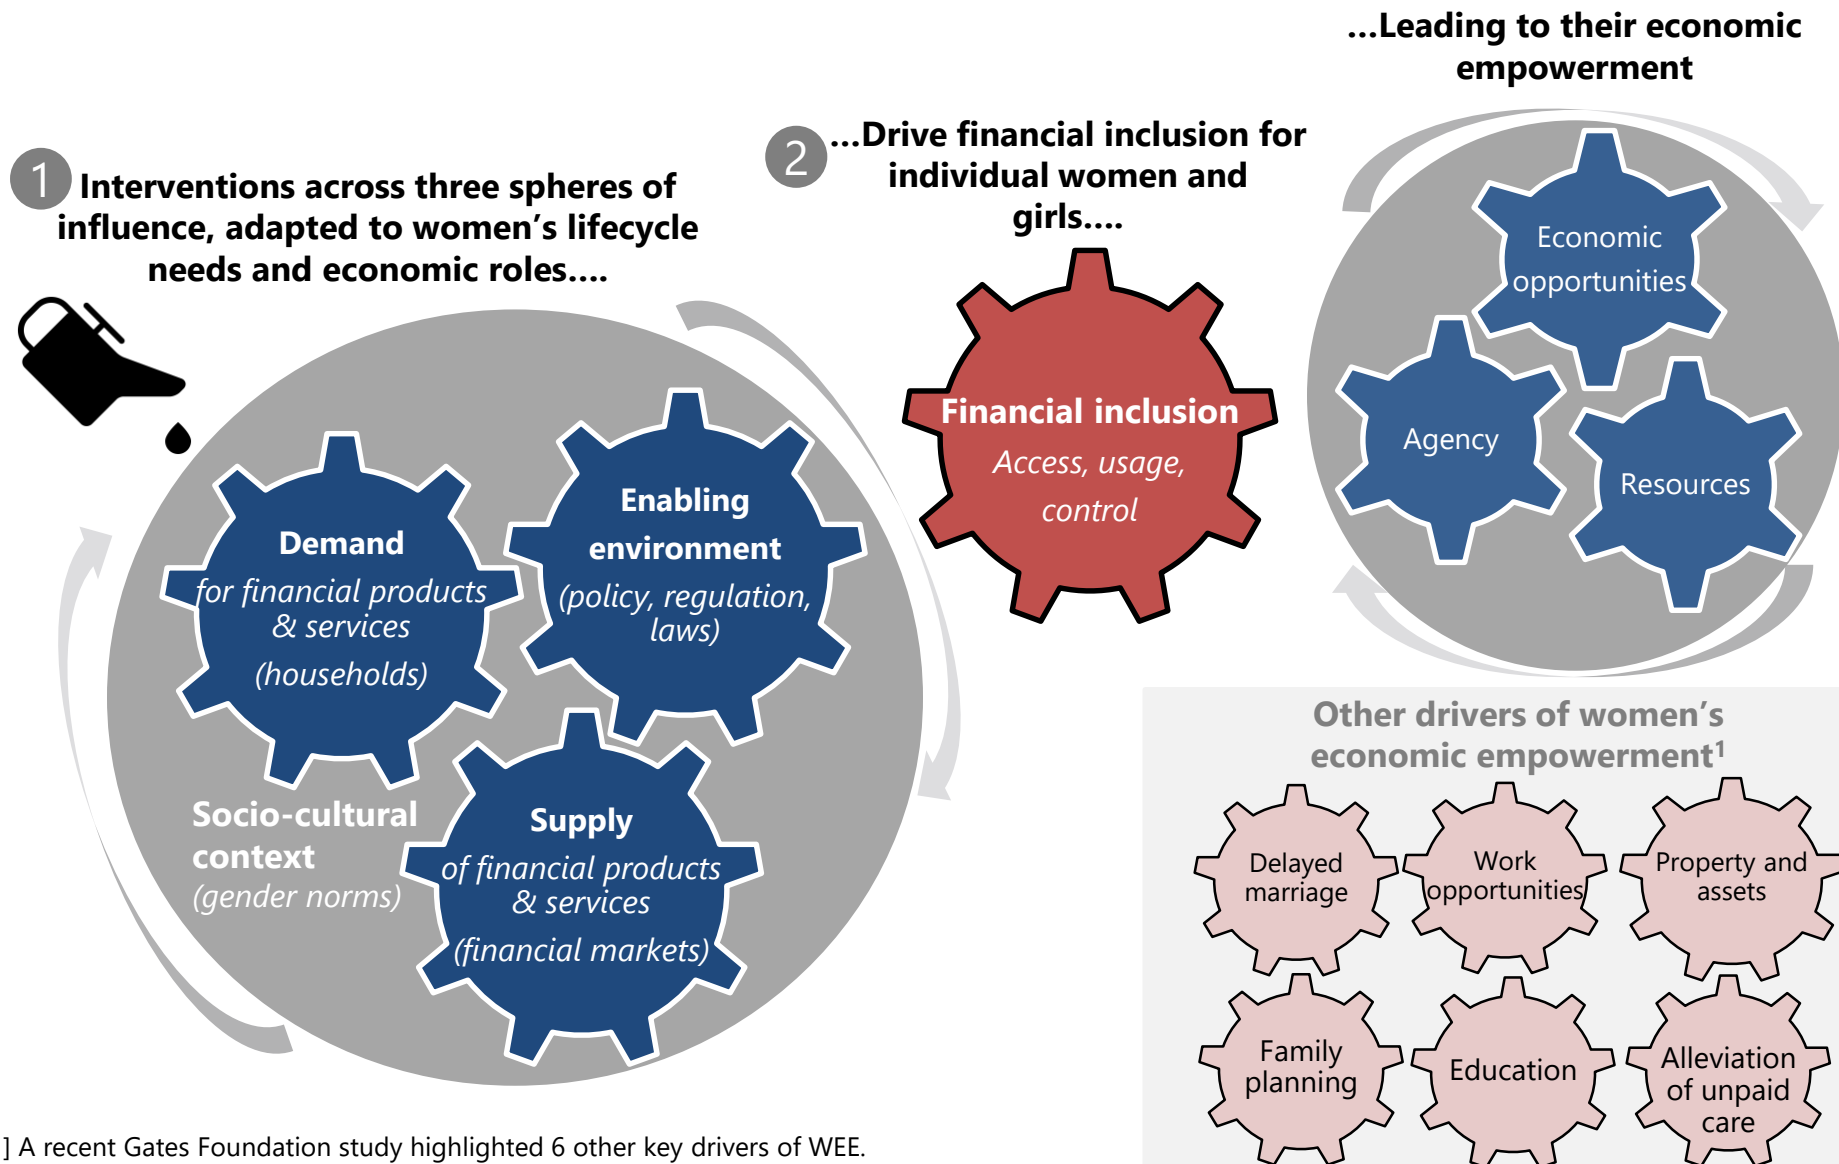 1
Interventions across three spheres of
influence, adapted to women’s lifecycle
needs and economic roles....
2
...Drive financial inclusion for
individual women and
girls....
...Leading to their economic
empowerment
Demand
for financial products
& services
(households)
Enabling
environment
(policy, regulation,
laws)
Supply
of financial products
& services
(financial markets)
Socio-cultural
context
(gender norms)
Financial inclusion
Access, usage,
control
Economic
opportunities
Agency
Resources
Other drivers of women’s
economic empowerment¹
Delayed
marriage
Work
opportunities
Property and
assets
Family
planning
Education
Alleviation
of unpaid
care
] A recent Gates Foundation study highlighted 6 other key drivers of WEE.